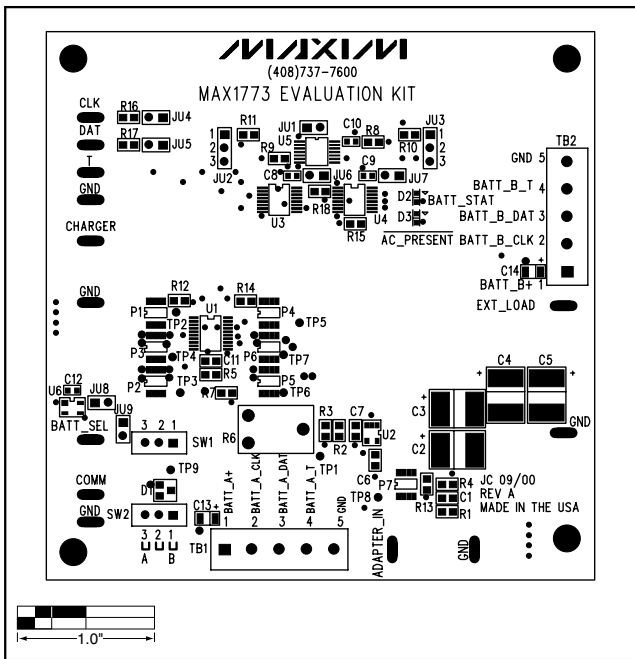 MAXIM
(408)737-7600
MAX1773 EVALUATION KIT
CLK
R16
JU4
DAT
R17
JU5
T
GND
CHARGER
GND
1
2
3
JU2
R11
R9
JU1
U5
C10
R8
R10
JU3
1
2
3
C8
JU6
C9
JU7
U3
R18
U4
R15
D2
BATT_STAT
D3
AC_PRESENT
TB2
GND 5
BATT_B_T 4
BATT_B_DAT 3
BATT_B_CLK 2
C14
+
BATT_B+ 1
EXT_LOAD
R12
R14
P1
TP2
U1
P4
TP5
P3
TP4
C11
P6
TP7
P2
TP3
R5
P5
R7
TP6
U6
C12
JU8
JU9
BATT_SEL
3 2 1
SW1
R6
R3
R2
C7
U2
TP1
C6
TP8
C3
+
C2
+
C4
+
C5
+
GND
COMM
GND
TP9
D1
SW2
3 2 1
A B
C13
+
BATT_A+
BATT_A_CLK
BATT_A_DAT
BATT_A_T
GND
1 2 3 4 5
TB1
P7
R13
R4
C1
R1
JC 09/00
REV A
MADE IN THE USA
ADAPTER_IN
GND
1.0"